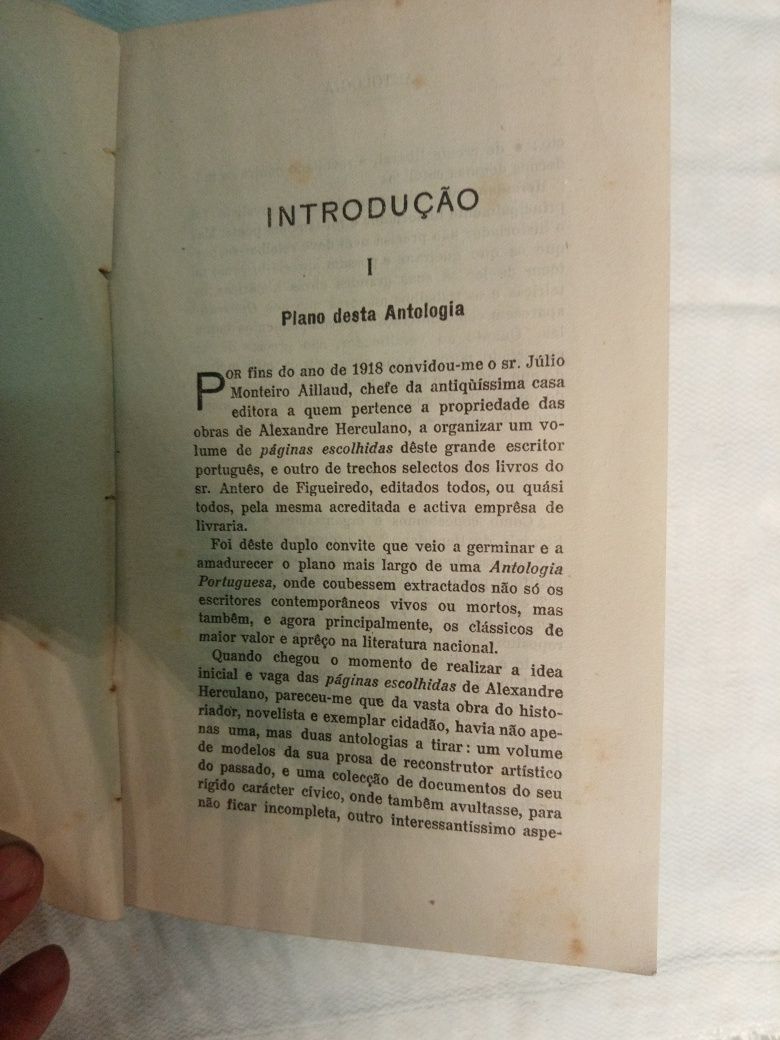 INTRODUÇÃO
I
Plano desta Antologia
POR fins do ano de 1918 convidou-me o sr. Júlio
Monteiro Aillaud, chefe da antiqùíssima casa
editora a quem pertence a propriedade das
obras de Alexandre Herculano, a organizar um vo-
lume de páginas escolhidas dêste grande escritor
português, e outro de trechos selectos dos livros do
sr. Antero de Figueiredo, editados todos, ou quási
todos, pela mesma acreditada e activa emprêsa de
livraria.
Foi dêste duplo convite que veio a germinar e a
amadurecer o plano mais largo de uma Antologia
Portuguesa, onde coubessem extractados não só os
escritores contemporâneos vivos ou mortos, mas
também, e agora principalmente, os clássicos de
maior valor e aprêço na literatura nacional.
Quando chegou o momento de realizar a idea
inicial e vaga das páginas escolhidas de Alexandre
Herculano, pareceu-me que da vasta obra do histo-
riador, novelista e exemplar cidadão, havia não ape-
nas uma, mas duas antologias a tirar: um volume
de modelos da sua prosa de reconstrutor artístico
do passado, e uma colecção de documentos do seu
rígido carácter cívico, onde também avultasse, para
não ficar incompleta, outro interessantíssimo aspe-